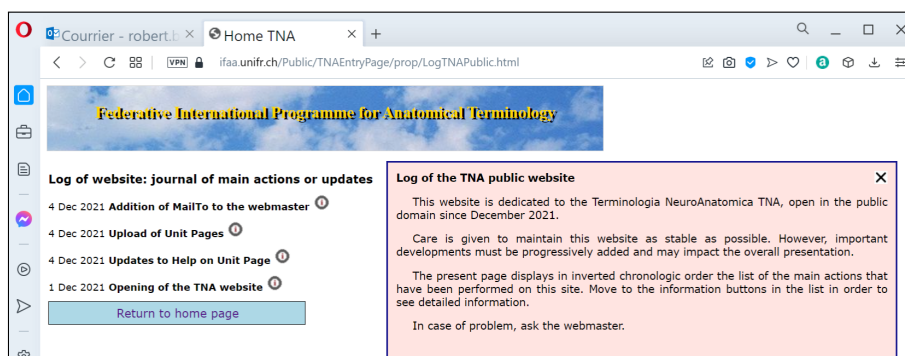 Courrier - robert.b
Home TNA
VPN
ifaa.unifr.ch/Public/TNAEntryPage/prop/LogTNAPublic.html
Federative International Programme for Anatomical Terminology
Log of website: journal of main actions or updates
4 Dec 2021 Addition of MailTo to the webmaster
4 Dec 2021 Upload of Unit Pages
4 Dec 2021 Updates to Help on Unit Page
1 Dec 2021 Opening of the TNA website
Return to home page
Log of the TNA public website
This website is dedicated to the Terminologia NeuroAnatomica TNA, open in the public
domain since December 2021.
Care is given to maintain this website as stable as possible. However, important
developments must be progressively added and may impact the overall presentation.
The present page displays in inverted chronologic order the list of the main actions that
have been performed on this site. Move to the information buttons in the list in order to
see detailed information.
In case of problem, ask the webmaster.